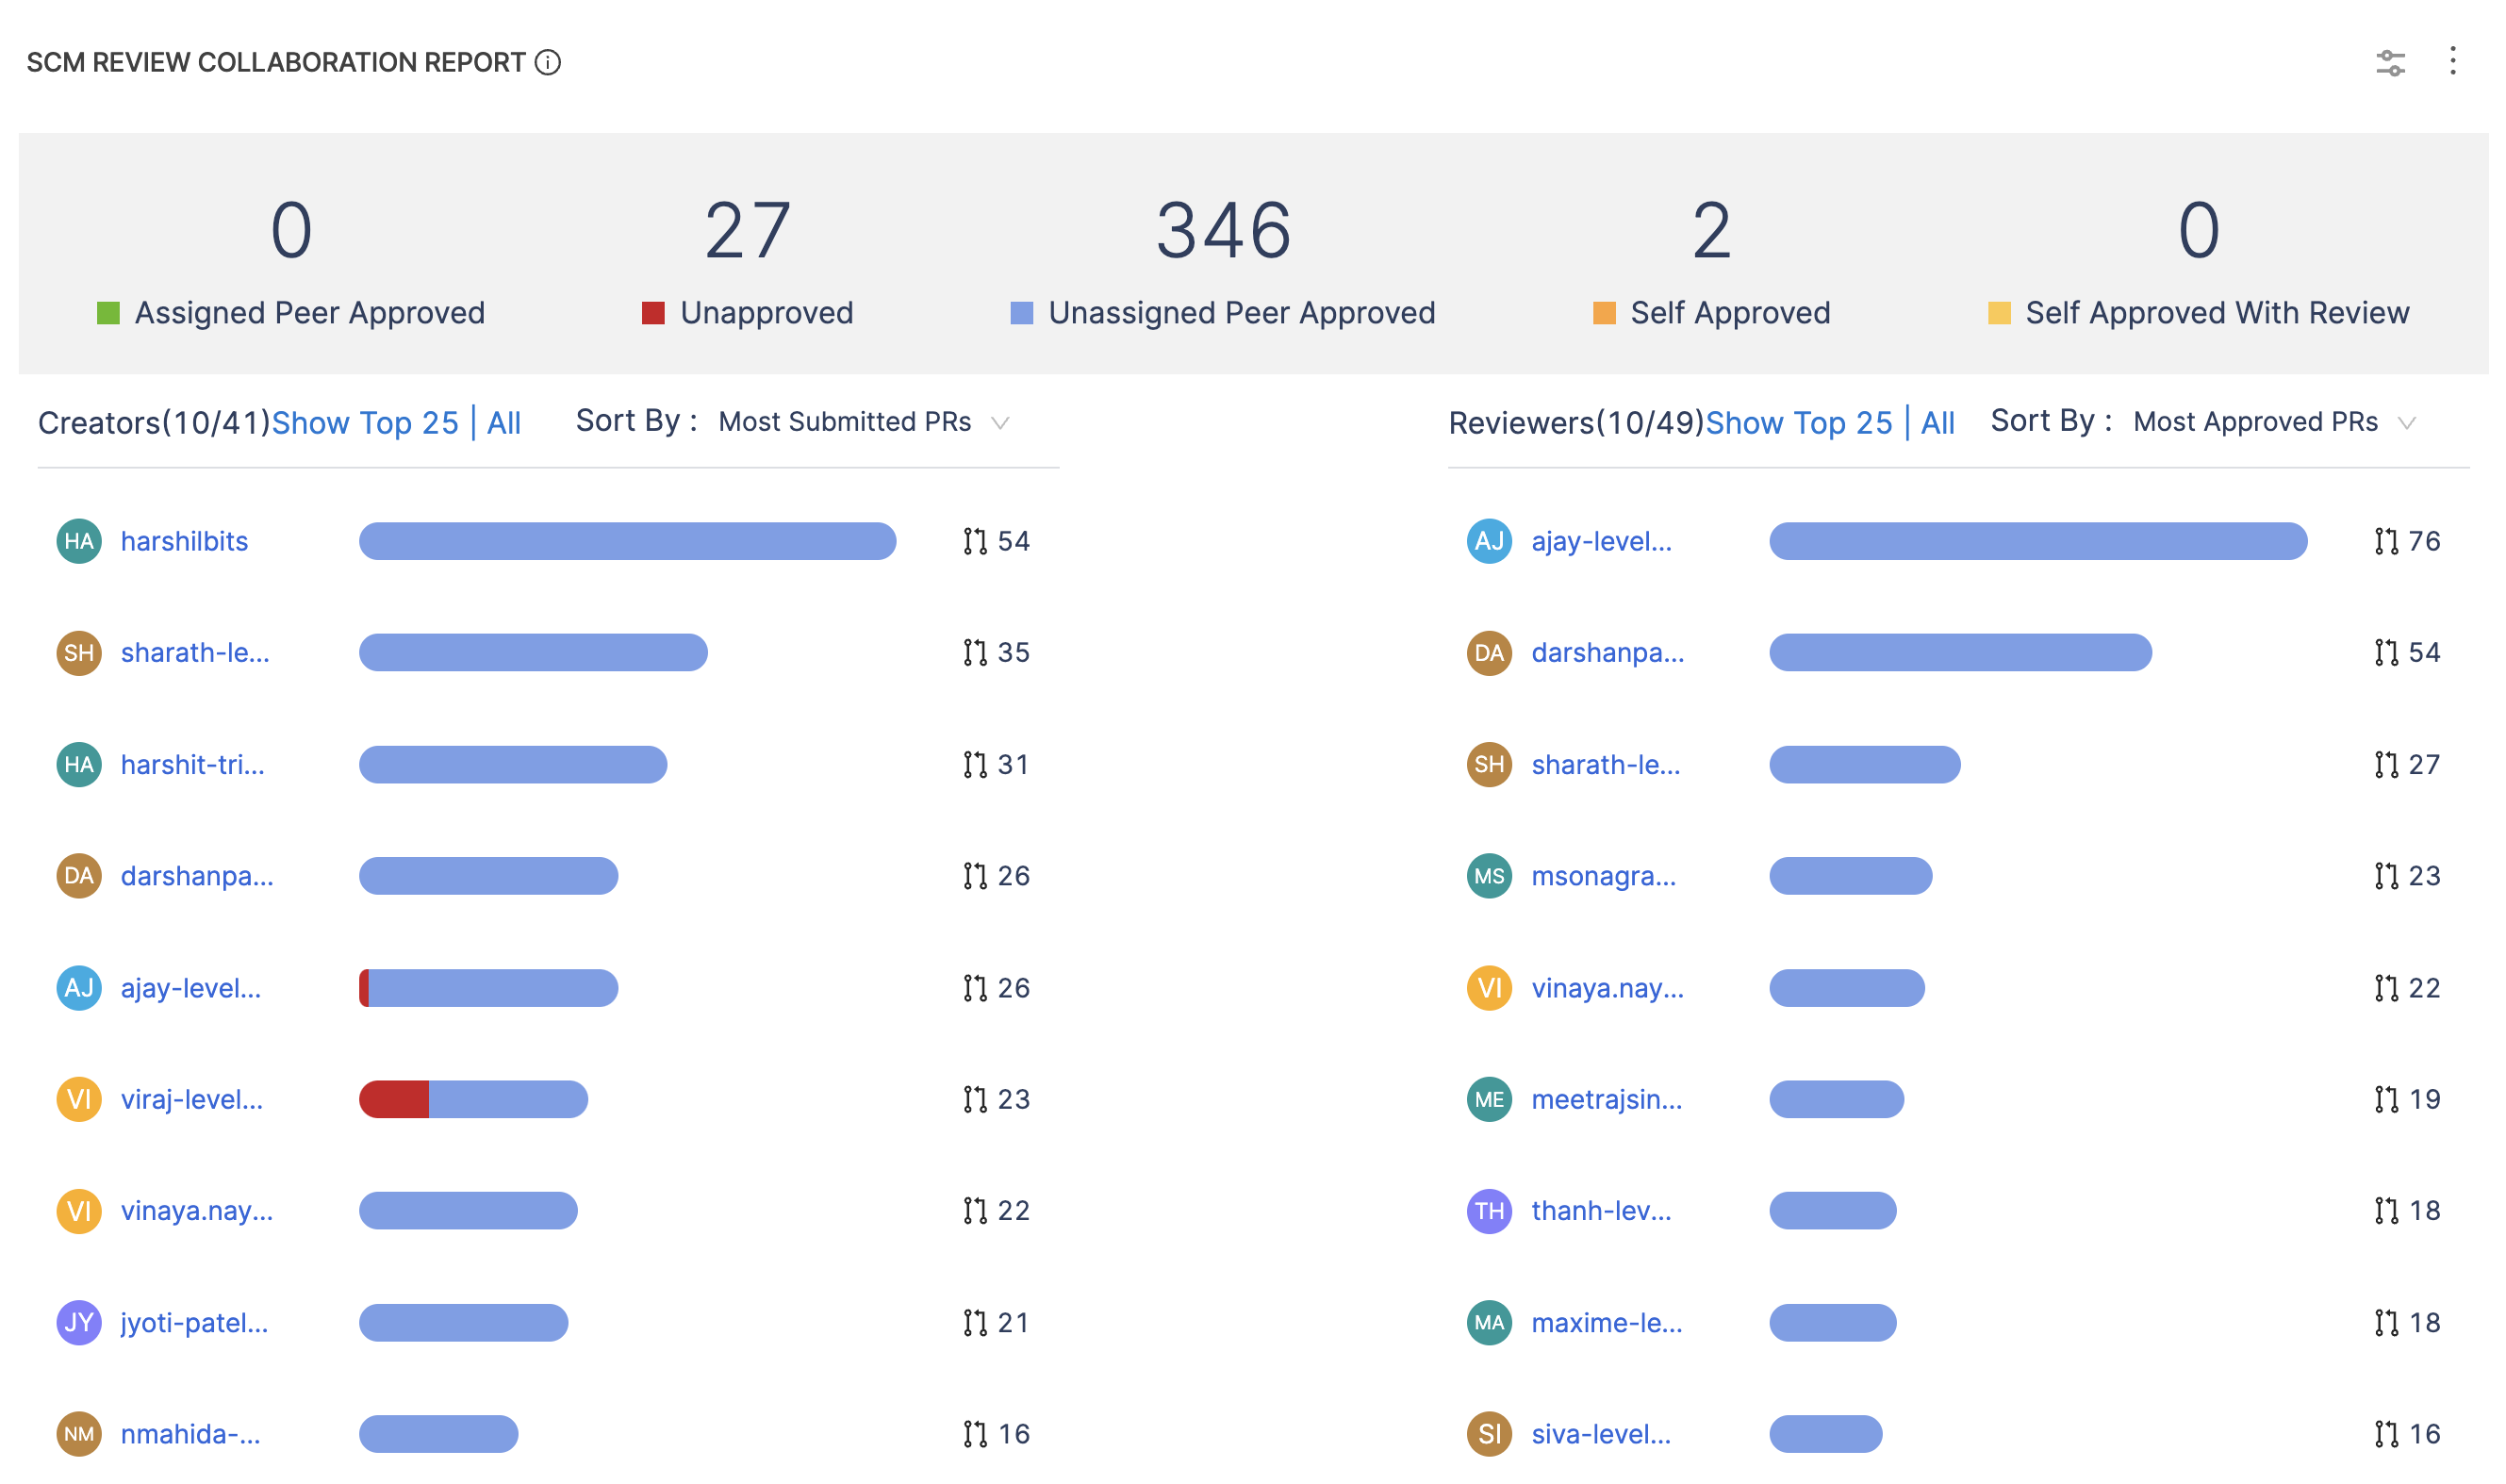 SCM REVIEW COLLABORATION REPORT
0 27 346 2 0
Assigned Peer Approved Unapproved Unassigned Peer Approved Self Approved Self Approved With Review
Creators(10/41)Show Top 25 | All Sort By : Most Submitted PRs
HA harshilbits 54
SH sharath-le... 35
HA harshit-tri... 31
DA darshanpa... 26
AJ ajay-level... 26
VI viraj-level... 23
VI vinaya.nay... 22
JY jyoti-patel... 21
NM nmahida-... 16
Reviewers(10/49)Show Top 25 | All Sort By : Most Approved PRs
AJ ajay-level... 76
DA darshanpa... 54
SH sharath-le... 27
MS msonagra... 23
VI vinaya.nay... 22
ME meetrajsin... 19
TH thanh-lev... 18
MA maxime-le... 18
SI siva-level... 16